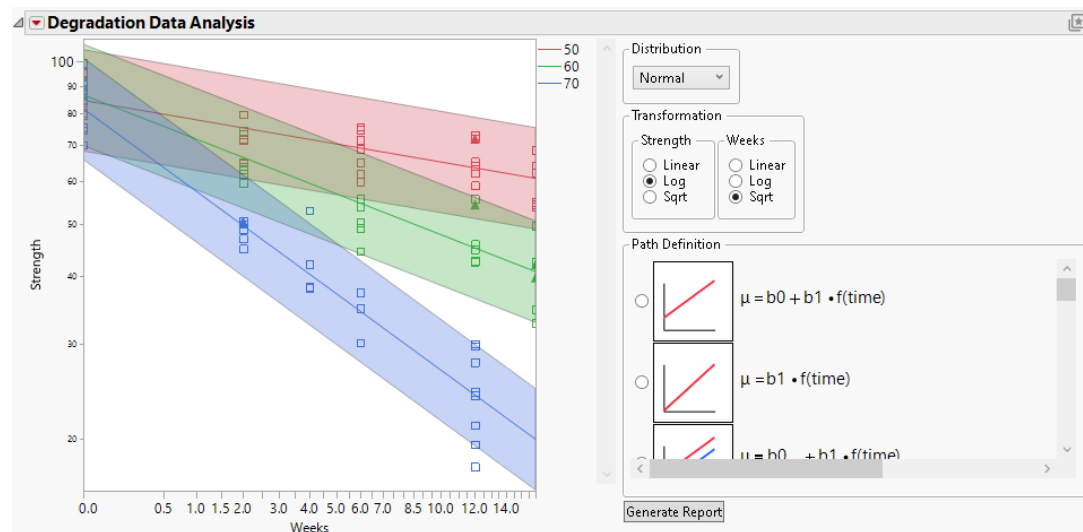 Degradation Data Analysis
100
90
80
70
60
50
40
30
20
Strength
0.0 0.5 1.0 1.5 2.0 3.0 4.0 5.0 6.0 7.0 8.5 10.0 12.0 14.0
Weeks
50
60
70
Distribution
Normal
Transformation
Strength Weeks
Linear Linear
Log Log
Sqrt Sqrt
Path Definition
μ = b0 + b1 • f(time)
μ = b1 • f(time)
μ = b0 + b1 • f(time)
Generate Report